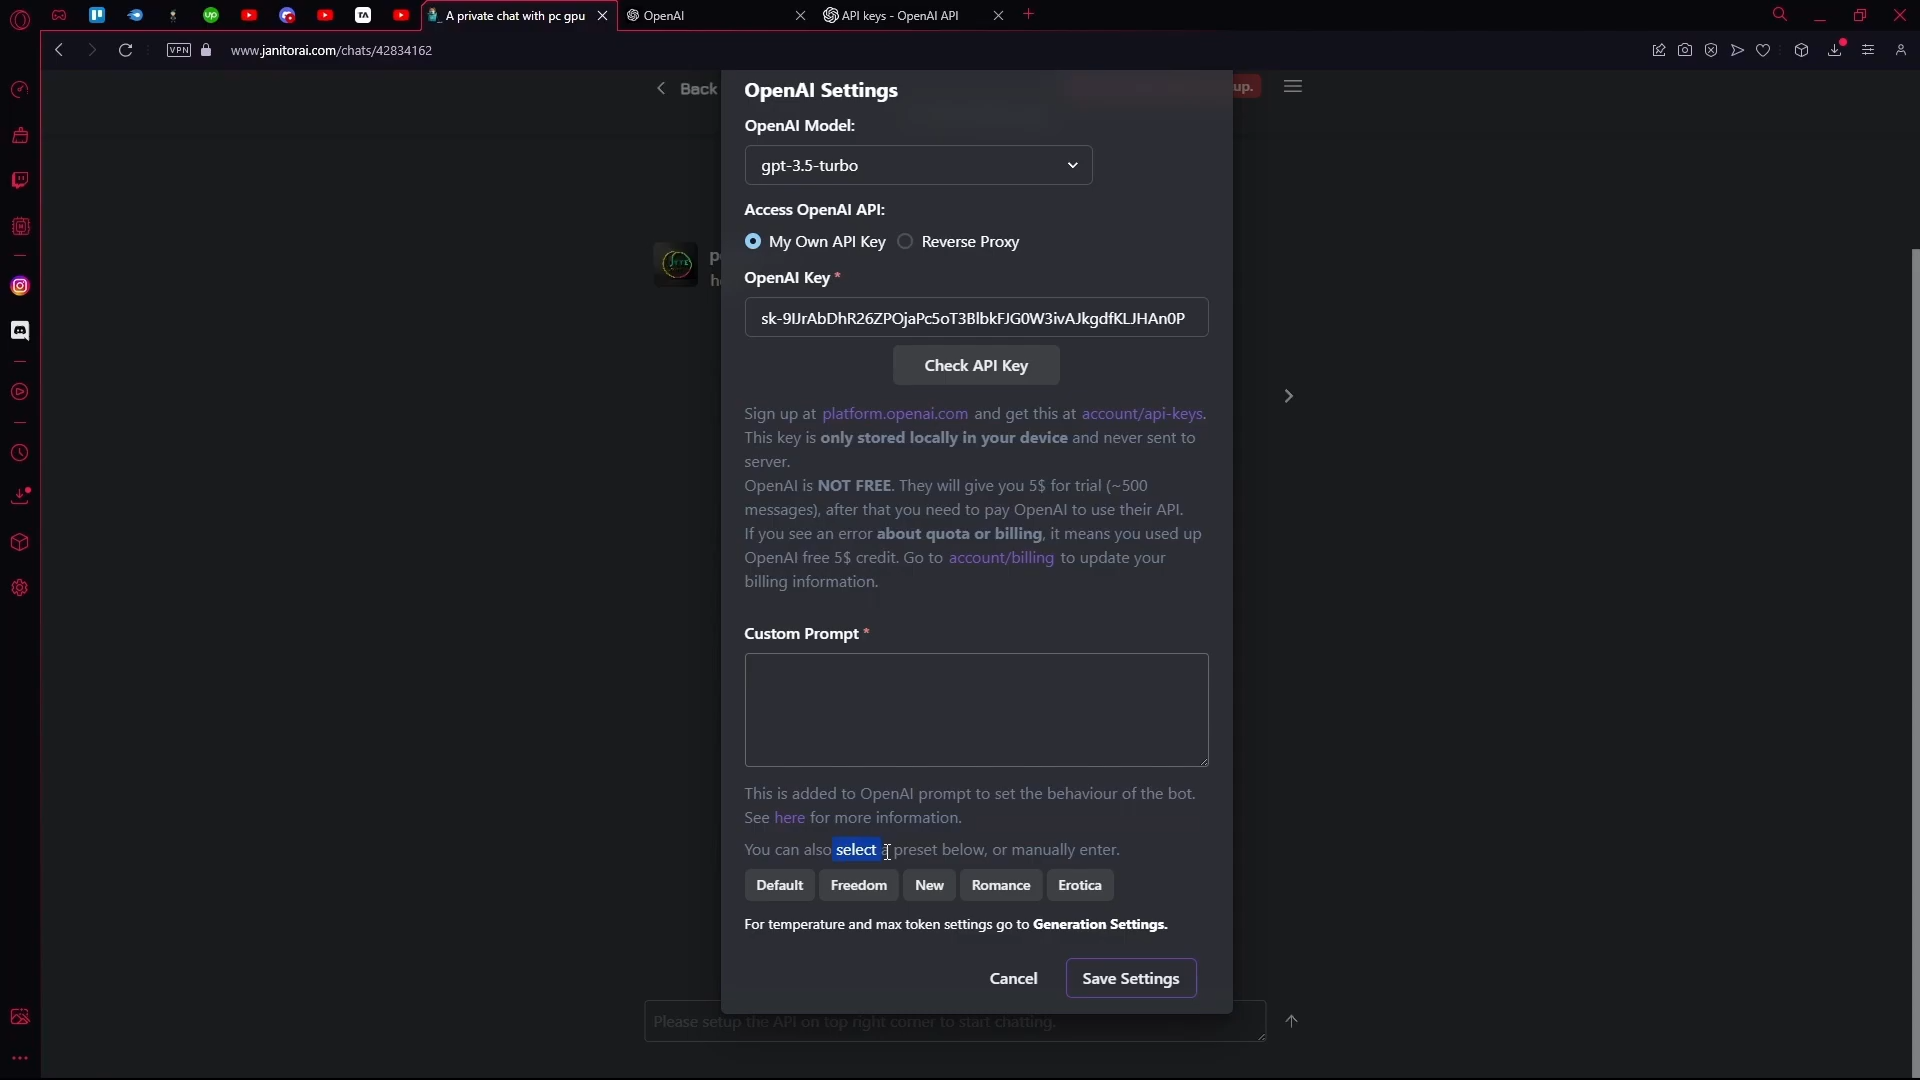 A private chat with pc gpu
OpenAI
API keys - OpenAI API
VPN
www.janitorai.com/chats/42834162
Back
up.
OpenAI Settings
OpenAI Model:
gpt-3.5-turbo
Access OpenAI API:
My Own API Key
Reverse Proxy
OpenAI Key *
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
Check API Key
Sign up at platform.openai.com and get this at account/api-keys.
This key is only stored locally in your device and never sent to
server.
OpenAI is NOT FREE. They will give you 5$ for trial (~500
messages), after that you need to pay OpenAI to use their API.
If you see an error about quota or billing, it means you used up
OpenAI free 5$ credit. Go to account/billing to update your
billing information.
Custom Prompt *
This is added to OpenAI prompt to set the behaviour of the bot.
See here for more information.
You can also select a preset below, or manually enter.
Default Freedom New Romance Erotica
For temperature and max token settings go to Generation Settings.
Cancel Save Settings
Please setup the API on top right corner to start chatting.